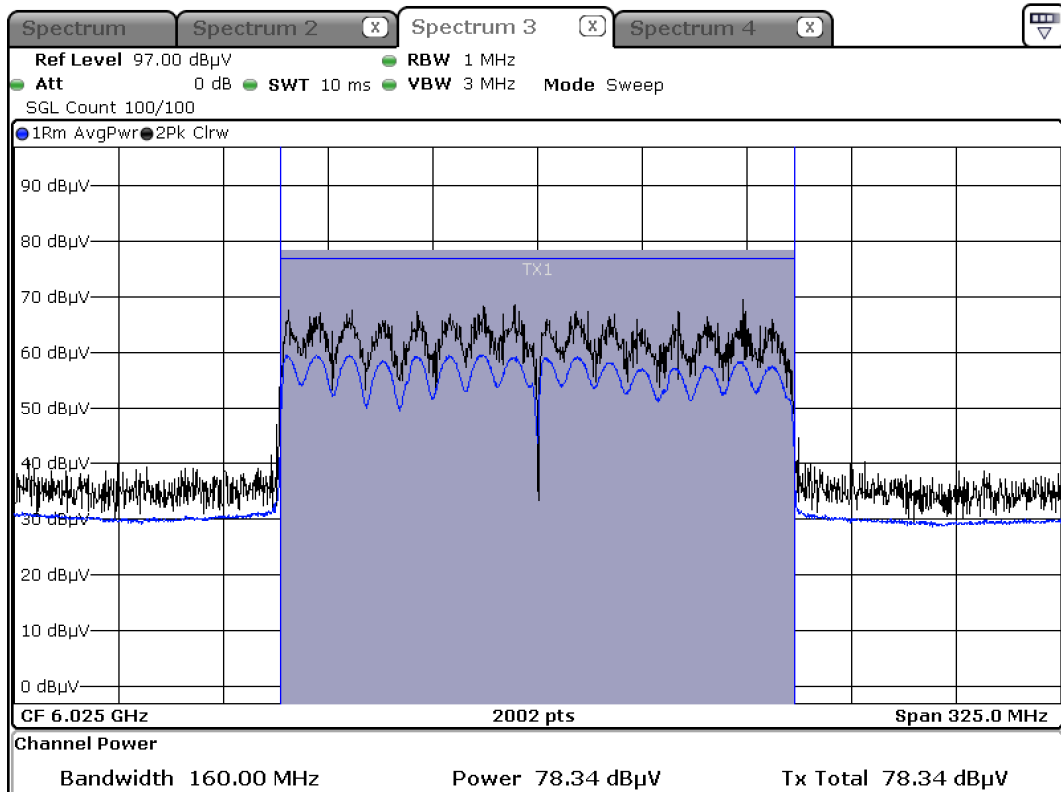 Spectrum Spectrum 2 X Spectrum 3 X Spectrum 4 X
Ref Level 97.00 dBµV RBW 1 MHz
Att 0 dB SWT 10 ms VBW 3 MHz Mode Sweep
SGL Count 100/100
1Rm AvgPwr 2Pk Clrw
90 dBµV
80 dBµV
TX1
70 dBµV
60 dBµV
50 dBµV
40 dBµV
30 dBµV
20 dBµV
10 dBµV
0 dBµV
CF 6.025 GHz 2002 pts Span 325.0 MHz
Channel Power
Bandwidth 160.00 MHz Power 78.34 dBµV Tx Total 78.34 dBµV